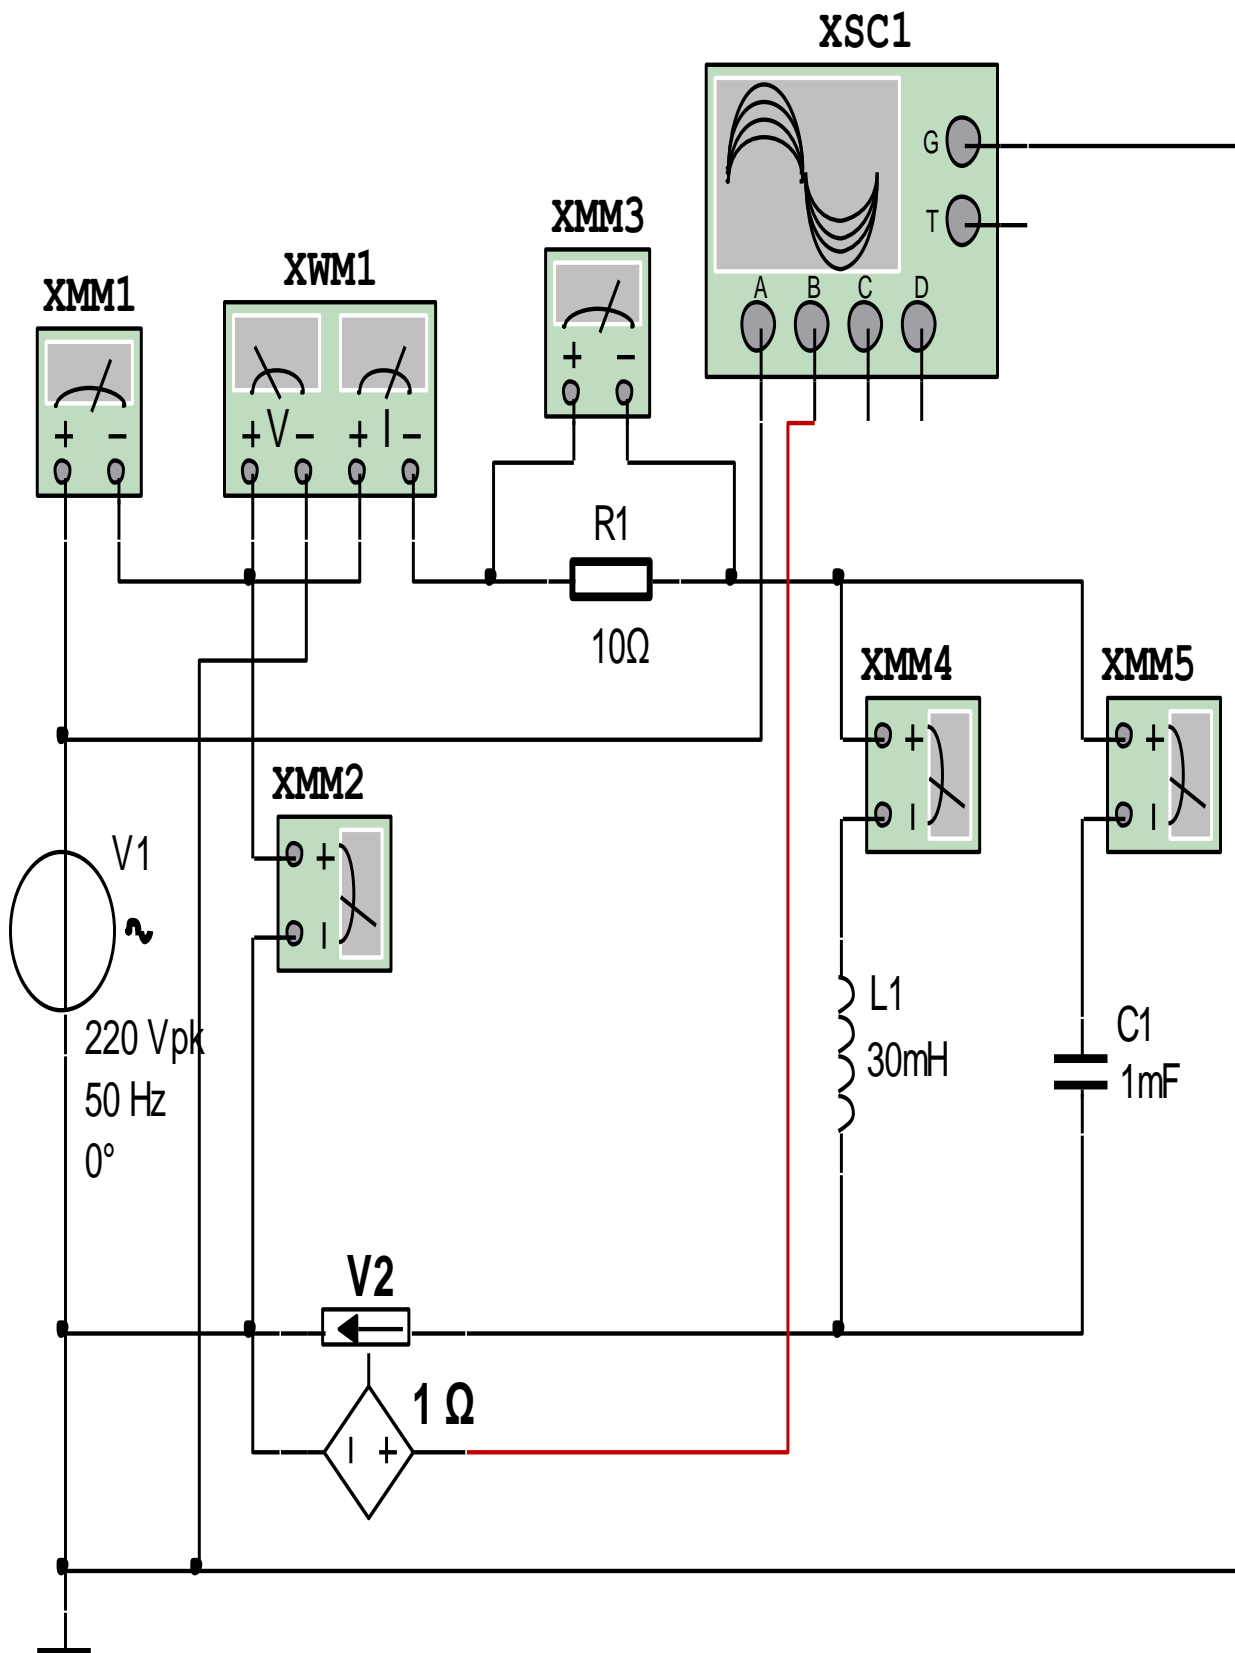 XSC1
G
T
A B C D
XMM3
+ −
XWM1
+ V − + I −
XMM1
+ −
R1
10Ω
XMM4
+
−
XMM5
+
−
XMM2
+
−
V1
220 Vpk
50 Hz
0°
L1
30mH
C1
1mF
V2
1 Ω
− +